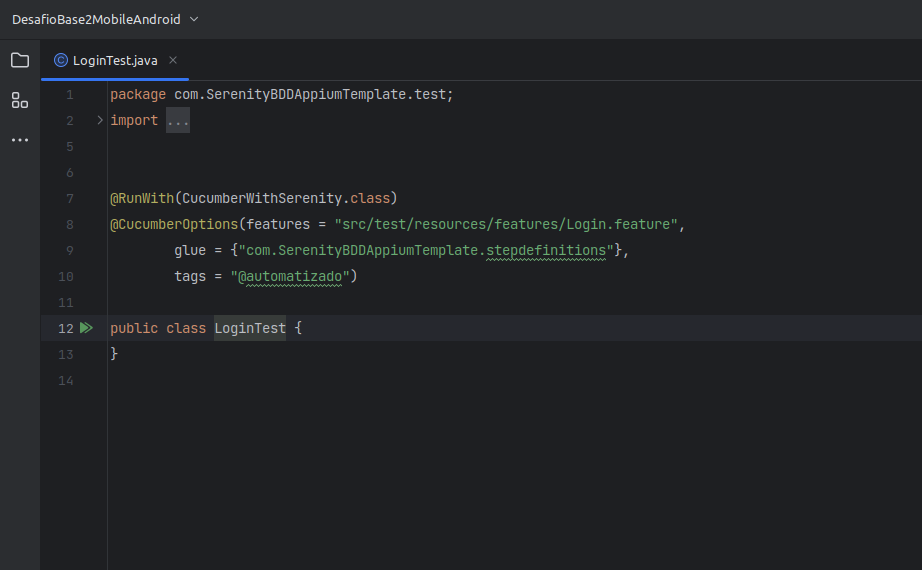 DesafioBase2MobileAndroid
LoginTest.java
1 package com.SerenityBDDAppiumTemplate.test;
2 import ...
5
6
7 @RunWith(CucumberWithSerenity.class)
8 @CucumberOptions(features = "src/test/resources/features/Login.feature",
9 glue = {"com.SerenityBDDAppiumTemplate.stepdefinitions"},
10 tags = "@automatizado")
11
12 public class LoginTest {
13 }
14